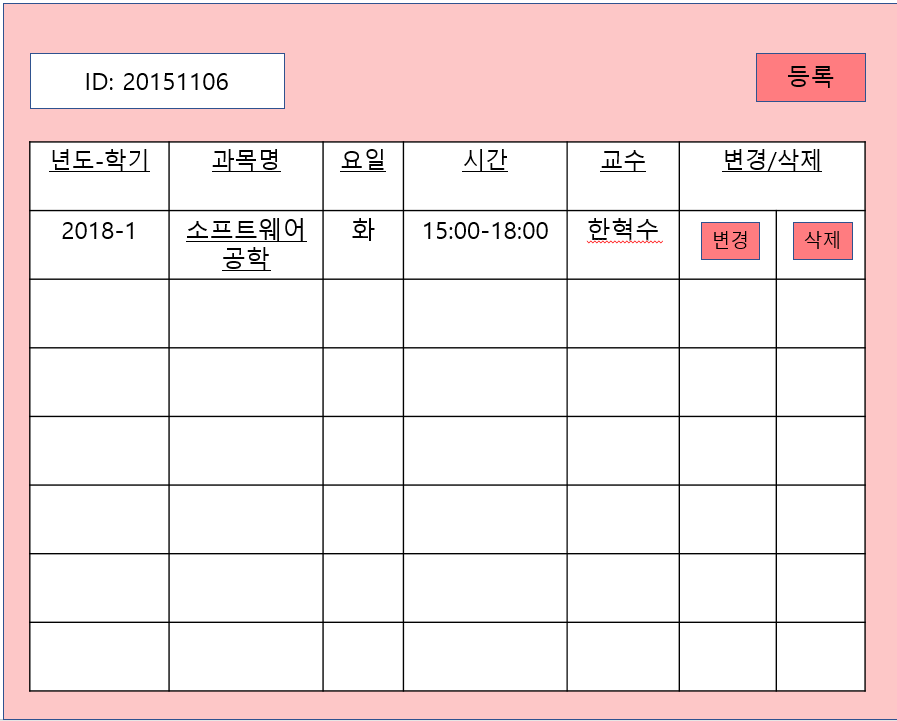 ID: 20151106
등록
년도-학기 과목명 요일 시간 교수 변경/삭제
2018-1 소프트웨어 화 15:00-18:00 한혁수 변경 삭제
공학